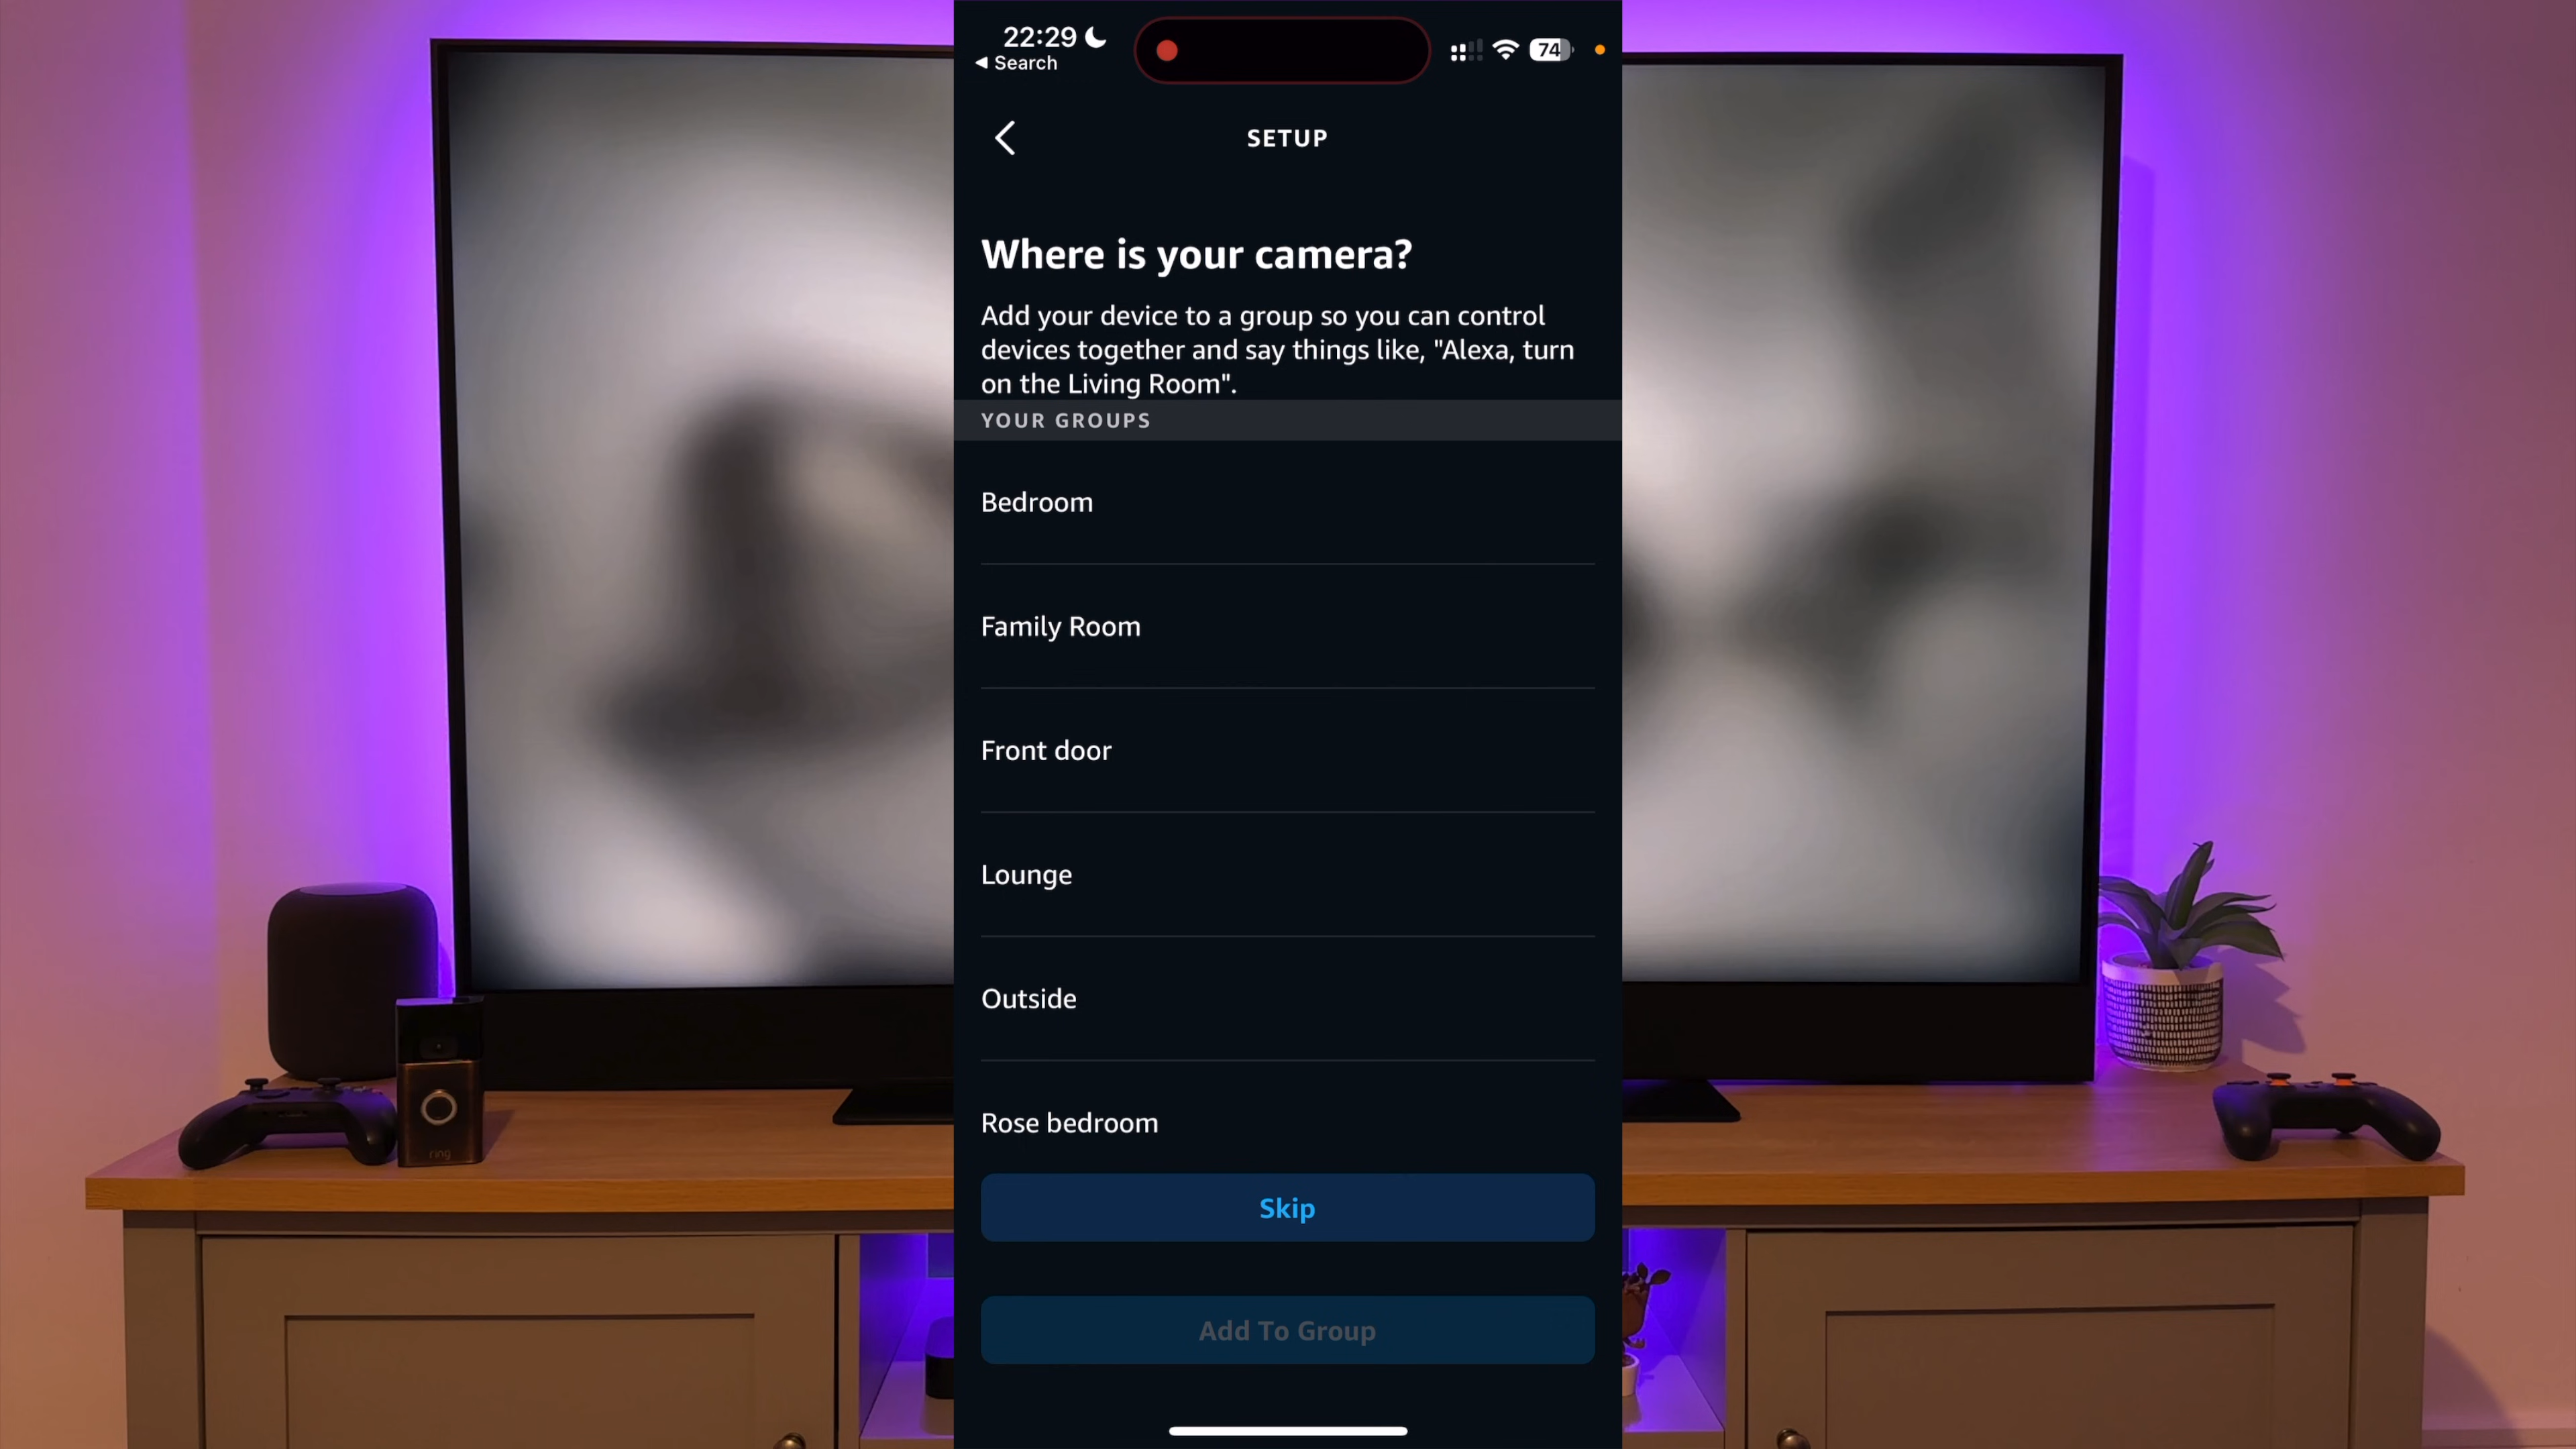 22:29
Search
74
SETUP
Where is your camera?
Add your device to a group so you can control
devices together and say things like, "Alexa, turn
on the Living Room".
YOUR GROUPS
Bedroom
Family Room
Front door
Lounge
Outside
Rose bedroom
Skip
Add To Group
ring